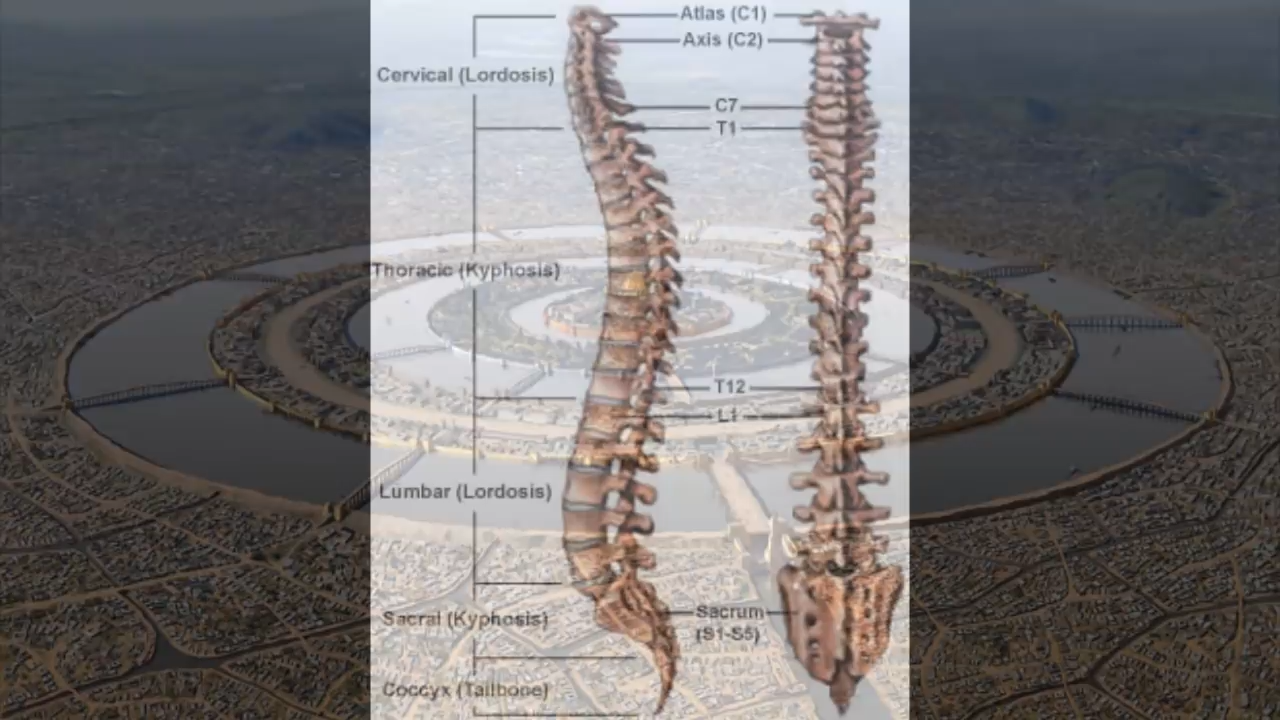 Atlas (C1)
Axis (C2)
Cervical (Lordosis)
C7
T1
Thoracic (Kyphosis)
T12
L1
Lumbar (Lordosis)
Sacrum
(S1-S5)
Sacral (Kyphosis)
Coccyx (Tailbone)